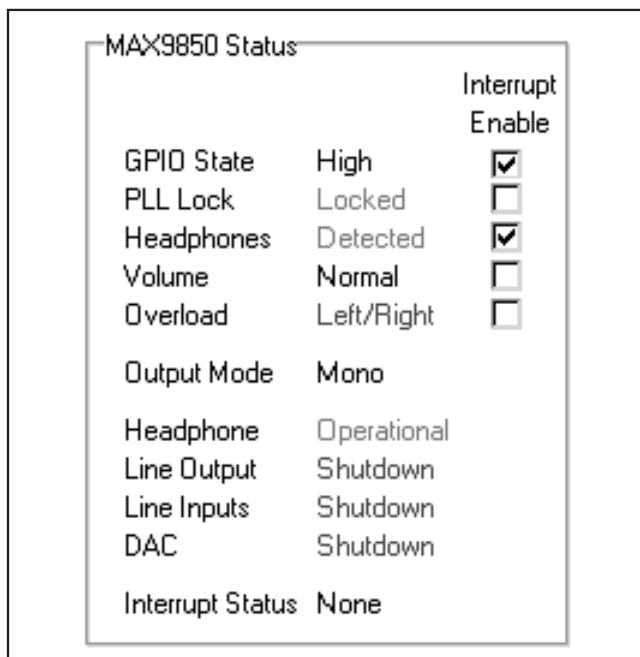 MAX9850 Status
Interrupt
Enable
GPIO State High
PLL Lock Locked
Headphones Detected
Volume Normal
Overload Left/Right
Output Mode Mono
Headphone Operational
Line Output Shutdown
Line Inputs Shutdown
DAC Shutdown
Interrupt Status None